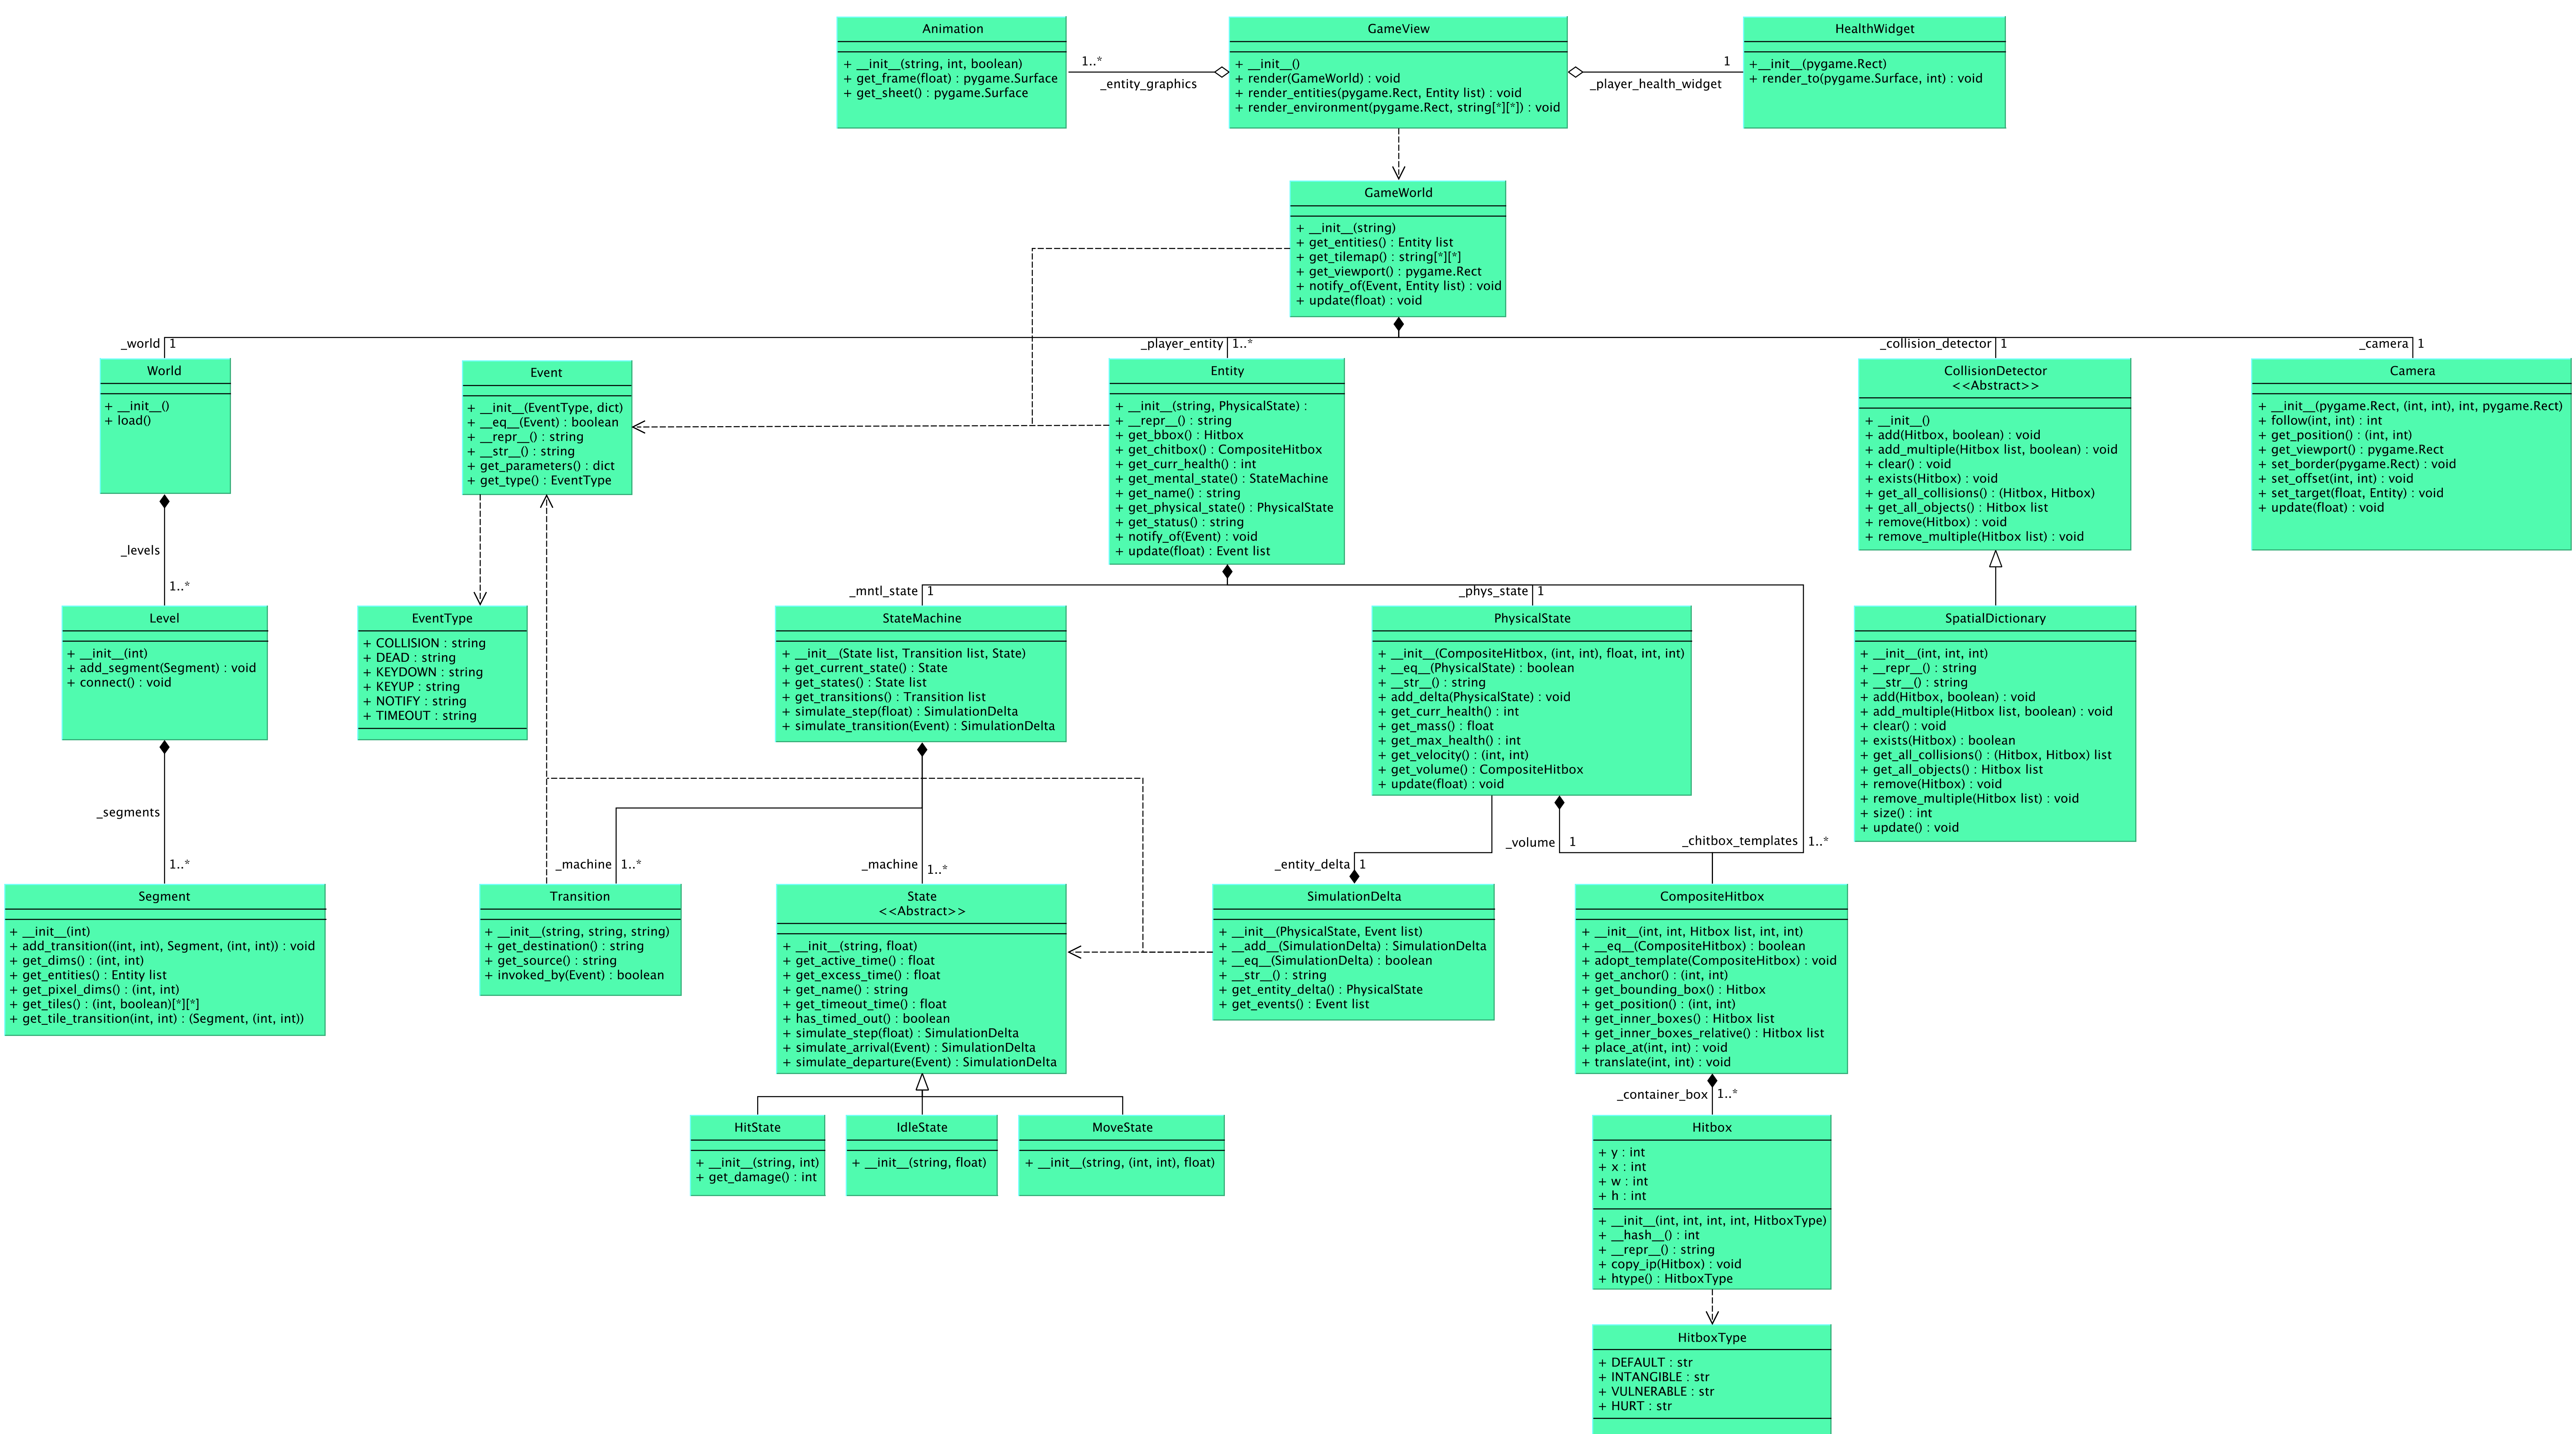 Animation
+ __init__(string, int, boolean)
+ get_frame(float) : pygame.Surface
+ get_sheet() : pygame.Surface
1..*
_entity_graphics
GameView
+ __init__()
+ render(GameWorld) : void
+ render_entities(pygame.Rect, Entity list) : void
+ render_environment(pygame.Rect, string[*][*]) : void
1
_player_health_widget
HealthWidget
+__init__(pygame.Rect)
+ render_to(pygame.Surface, int) : void
GameWorld
+ __init__(string)
+ get_entities() : Entity list
+ get_tilemap() : string[*][*]
+ get_viewport() : pygame.Rect
+ notify_of(Event, Entity list) : void
+ update(float) : void
_world 1
_player_entity 1..*
_collision_detector 1
_camera 1
World
+ __init__()
+ load()
Event
+ __init__(EventType, dict)
+ __eq__(Event) : boolean
+ __repr__() : string
+ __str__() : string
+ get_parameters() : dict
+ get_type() : EventType
Entity
+ __init__(string, PhysicalState) :
+ __repr__() : string
+ get_bbox() : Hitbox
+ get_chitbox() : CompositeHitbox
+ get_curr_health() : int
+ get_mental_state() : StateMachine
+ get_name() : string
+ get_physical_state() : PhysicalState
+ get_status() : string
+ notify_of(Event) : void
+ update(float) : Event list
CollisionDetector
<<Abstract>>
+ __init__()
+ add(Hitbox, boolean) : void
+ add_multiple(Hitbox list, boolean) : void
+ clear() : void
+ exists(Hitbox) : void
+ get_all_collisions() : (Hitbox, Hitbox)
+ get_all_objects() : Hitbox list
+ remove(Hitbox) : void
+ remove_multiple(Hitbox list) : void
Camera
+ __init__(pygame.Rect, (int, int), int, pygame.Rect)
+ follow(int, int) : int
+ get_position() : (int, int)
+ get_viewport() : pygame.Rect
+ set_border(pygame.Rect) : void
+ set_offset(int, int) : void
+ set_target(float, Entity) : void
+ update(float) : void
_levels
1..*
_mntl_state 1
_phys_state 1
Level
+ __init__(int)
+ add_segment(Segment) : void
+ connect() : void
EventType
+ COLLISION : string
+ DEAD : string
+ KEYDOWN : string
+ KEYUP : string
+ NOTIFY : string
+ TIMEOUT : string
StateMachine
+ __init__(State list, Transition list, State)
+ get_current_state() : State
+ get_states() : State list
+ get_transitions() : Transition list
+ simulate_step(float) : SimulationDelta
+ simulate_transition(Event) : SimulationDelta
PhysicalState
+ __init__(CompositeHitbox, (int, int), float, int, int)
+ __eq__(PhysicalState) : boolean
+ __str__() : string
+ add_delta(PhysicalState) : void
+ get_curr_health() : int
+ get_mass() : float
+ get_max_health() : int
+ get_velocity() : (int, int)
+ get_volume() : CompositeHitbox
+ update(float) : void
SpatialDictionary
+ __init__(int, int, int)
+ __repr__() : string
+ __str__() : string
+ add(Hitbox, boolean) : void
+ add_multiple(Hitbox list, boolean) : void
+ clear() : void
+ exists(Hitbox) : boolean
+ get_all_collisions() : (Hitbox, Hitbox) list
+ get_all_objects() : Hitbox list
+ remove(Hitbox) : void
+ remove_multiple(Hitbox list) : void
+ size() : int
+ update() : void
_segments
1..*
_machine 1..*
_machine 1..*
_entity_delta 1
_volume 1
_chitbox_templates 1..*
Segment
+ __init__(int)
+ add_transition((int, int), Segment, (int, int)) : void
+ get_dims() : (int, int)
+ get_entities() : Entity list
+ get_pixel_dims() : (int, int)
+ get_tiles() : (int, boolean)[*][*]
+ get_tile_transition(int, int) : (Segment, (int, int))
Transition
+ __init__(string, string, string)
+ get_destination() : string
+ get_source() : string
+ invoked_by(Event) : boolean
State
<<Abstract>>
+ __init__(string, float)
+ get_active_time() : float
+ get_excess_time() : float
+ get_name() : string
+ get_timeout_time() : float
+ has_timed_out() : boolean
+ simulate_step(float) : SimulationDelta
+ simulate_arrival(Event) : SimulationDelta
+ simulate_departure(Event) : SimulationDelta
SimulationDelta
+ __init__(PhysicalState, Event list)
+ __add__(SimulationDelta) : SimulationDelta
+ __eq__(SimulationDelta) : boolean
+ __str__() : string
+ get_entity_delta() : PhysicalState
+ get_events() : Event list
CompositeHitbox
+ __init__(int, int, Hitbox list, int, int)
+ __eq__(CompositeHitbox) : boolean
+ adopt_template(CompositeHitbox) : void
+ get_anchor() : (int, int)
+ get_bounding_box() : Hitbox
+ get_position() : (int, int)
+ get_inner_boxes() : Hitbox list
+ get_inner_boxes_relative() : Hitbox list
+ place_at(int, int) : void
+ translate(int, int) : void
HitState
+ __init__(string, int)
+ get_damage() : int
IdleState
+ __init__(string, float)
MoveState
+ __init__(string, (int, int), float)
_container_box 1..*
Hitbox
+ y : int
+ x : int
+ w : int
+ h : int
+ __init__(int, int, int, int, HitboxType)
+ __hash__() : int
+ __repr__() : string
+ copy_ip(Hitbox) : void
+ htype() : HitboxType
HitboxType
+ DEFAULT : str
+ INTANGIBLE : str
+ VULNERABLE : str
+ HURT : str